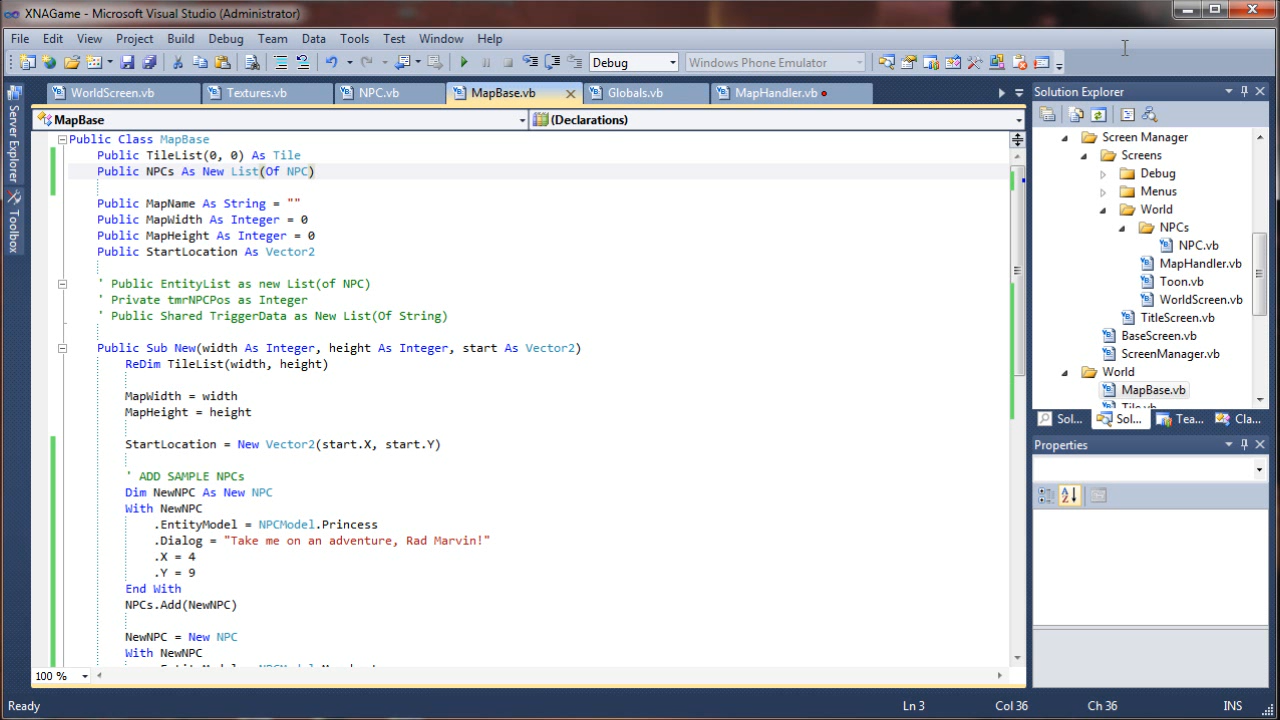 XNAGame - Microsoft Visual Studio (Administrator)
File Edit View Project Build Debug Team Data Tools Test Window Help
Debug Windows Phone Emulator
WorldScreen.vb Textures.vb NPC.vb MapBase.vb Globals.vb MapHandler.vb
MapBase (Declarations)
Server Explorer
Toolbox
Public Class MapBase
Public TileList(0, 0) As Tile
Public NPCs As New List(Of NPC)
Public MapName As String = ""
Public MapWidth As Integer = 0
Public MapHeight As Integer = 0
Public StartLocation As Vector2
' Public EntityList as new List(of NPC)
' Private tmrNPCPos as Integer
' Public Shared TriggerData as New List(Of String)
Public Sub New(width As Integer, height As Integer, start As Vector2)
ReDim TileList(width, height)
MapWidth = width
MapHeight = height
StartLocation = New Vector2(start.X, start.Y)
' ADD SAMPLE NPCs
Dim NewNPC As New NPC
With NewNPC
.EntityModel = NPCModel.Princess
.Dialog = "Take me on an adventure, Rad Marvin!"
.X = 4
.Y = 9
End With
NPCs.Add(NewNPC)
NewNPC = New NPC
With NewNPC
100 %
Solution Explorer
Screen Manager
Screens
Debug
Menus
World
NPCs
NPC.vb
MapHandler.vb
Toon.vb
WorldScreen.vb
TitleScreen.vb
BaseScreen.vb
ScreenManager.vb
World
MapBase.vb
Tile.vb
Sol... Sol... Tea... Cla...
Properties
Ready Ln 3 Col 36 Ch 36 INS